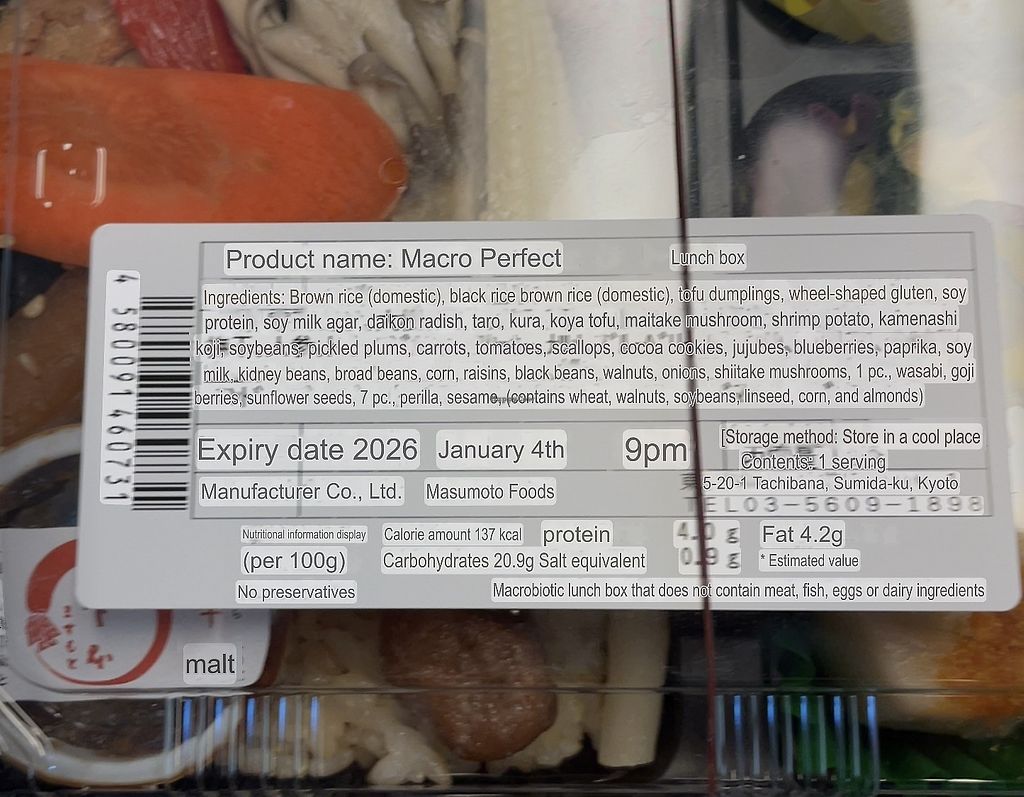 Product name: Macro Perfect Lunch box
Ingredients: Brown rice (domestic), black rice brown rice (domestic), tofu dumplings, wheel-shaped gluten, soy
protein, soy milk agar, daikon radish, taro, kura, koya tofu, maitake mushroom, shrimp potato, kamenashi
koji, soybeans, pickled plums, carrots, tomatoes, scallops, cocoa cookies, jujubes, blueberries, paprika, soy
milk, kidney beans, broad beans, corn, raisins, black beans, walnuts, onions, shiitake mushrooms, 1 pc., wasabi, goji
berries, sunflower seeds, 7 pc., perilla, sesame, (contains wheat, walnuts, soybeans, linseed, corn, and almonds)
Expiry date 2026 January 4th 9pm
[Storage method: Store in a cool place
Contents: 1 serving
Manufacturer Co., Ltd. Masumoto Foods
5-20-1 Tachibana, Sumida-ku, Kyoto
TEL03-5609-1898
Nutritional information display Calorie amount 137 kcal protein 4.0 g Fat 4.2g
(per 100g) Carbohydrates 20.9g Salt equivalent 0.9 g * Estimated value
No preservatives Macrobiotic lunch box that does not contain meat, fish, eggs or dairy ingredients
4580091460731
malt